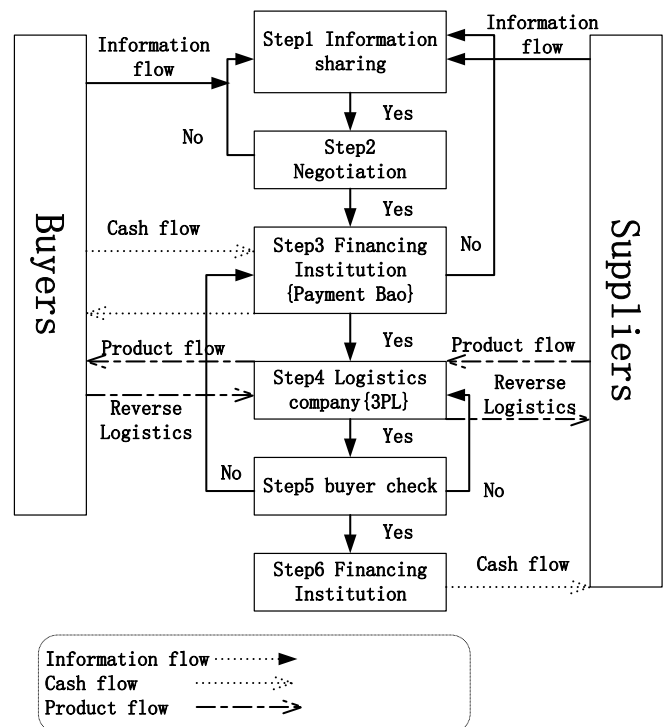 Information
flow
Step1 Information
sharing
Information
flow
Yes
No
Step2
Negotiation
Yes
Buyers
Cash flow
Step3 Financing
Institution
{Payment Bao}
No
Suppliers
Yes
Product flow
Product flow
Step4 Logistics
company{3PL}
Reverse
Logistics
Reverse
Logistics
Yes
No
Step5 buyer check
No
Yes
Step6 Financing
Institution
Cash flow
Information flow
Cash flow
Product flow